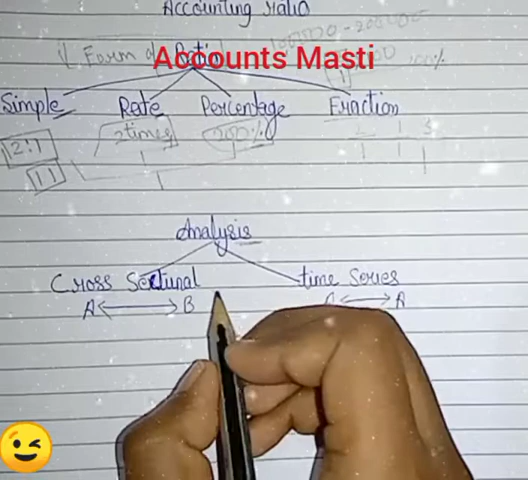 Accounting Ratio
Form of Ratio
Accounts Masti
Simple Rate Percentage Fraction
2:1 2 times 200%
1:1
Analysis
Cross Sectunal time Series
A B A A